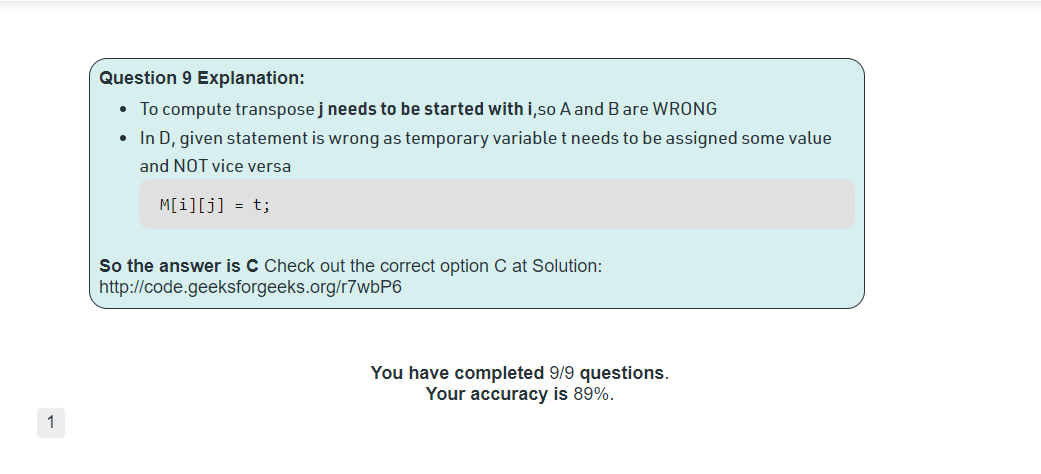 Question 9 Explanation:
• To compute transpose j needs to be started with i,so A and B are WRONG
• In D, given statement is wrong as temporary variable t needs to be assigned some value
and NOT vice versa
M[i][j] = t;
So the answer is C Check out the correct option C at Solution:
http://code.geeksforgeeks.org/r7wbP6
You have completed 9/9 questions.
Your accuracy is 89%.
1